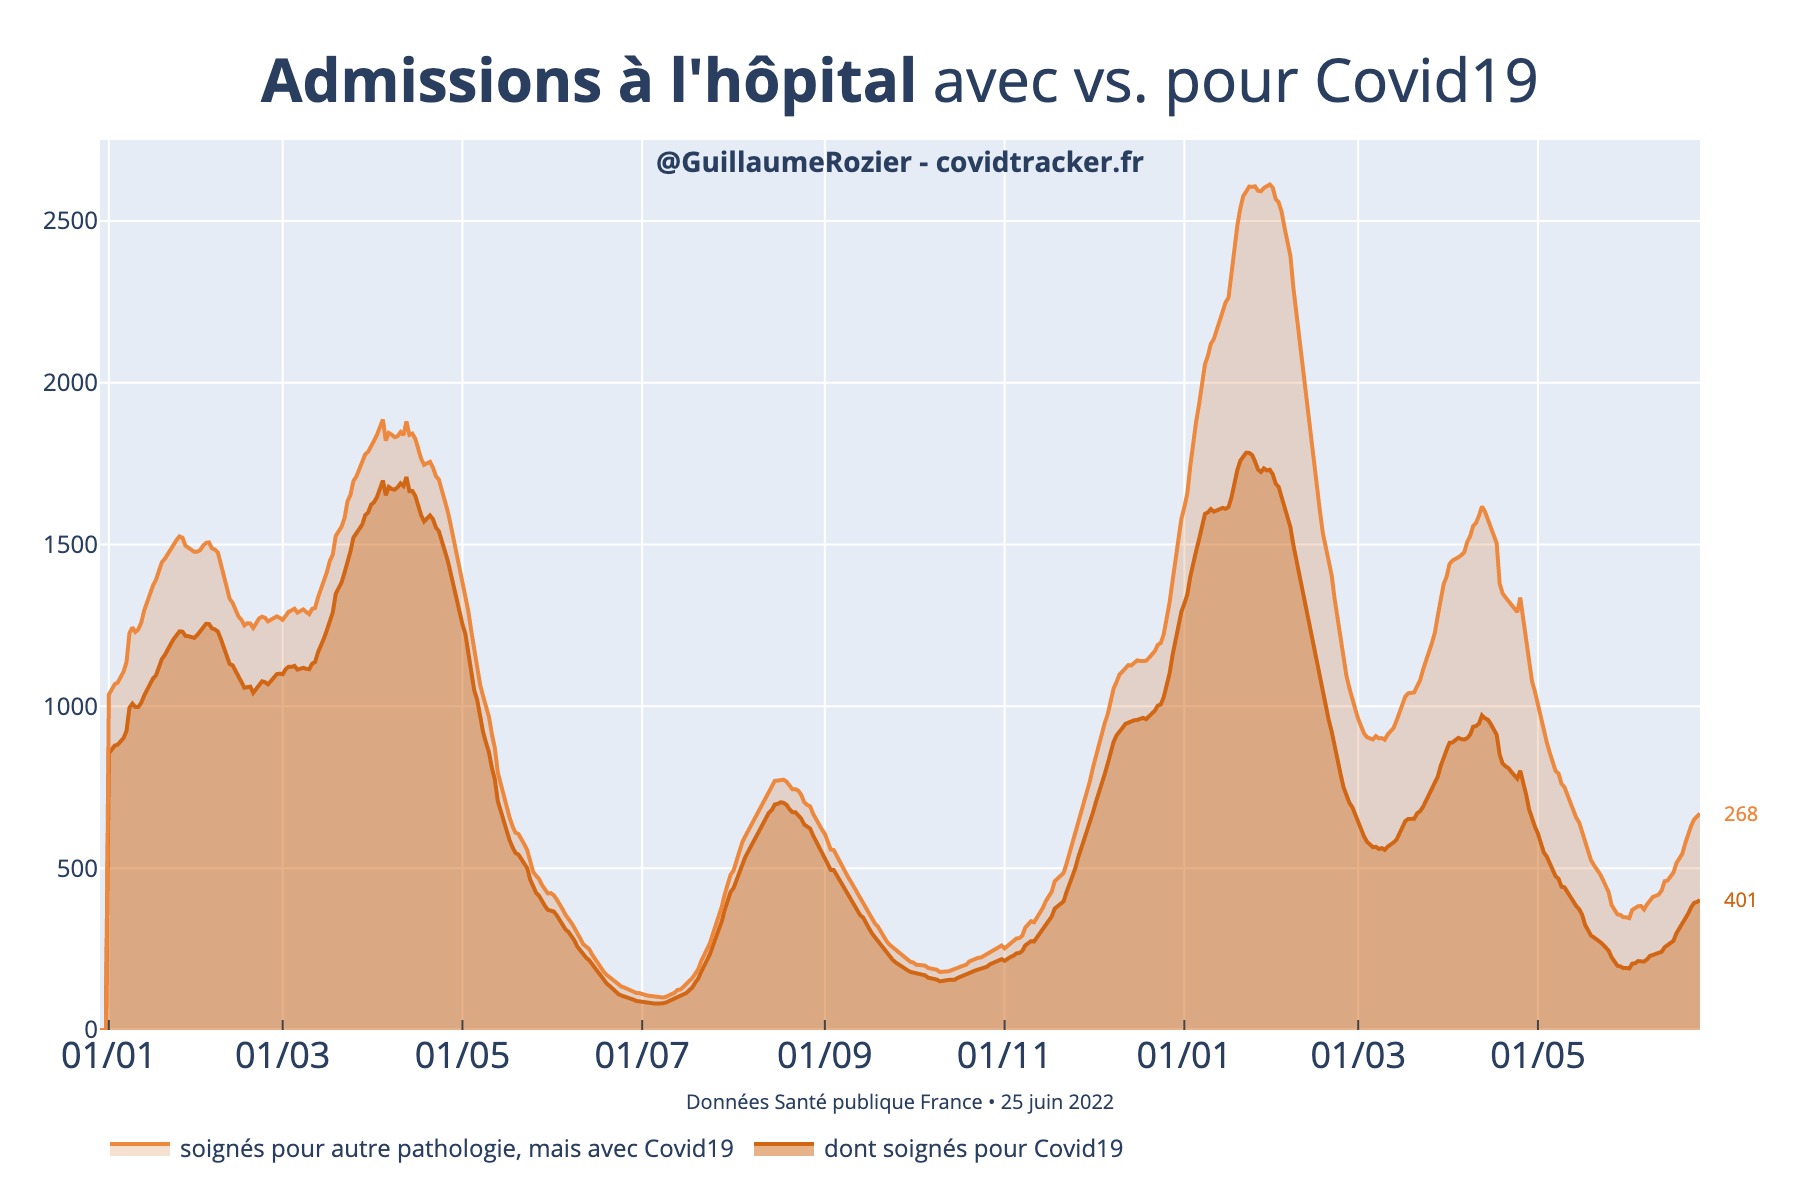 Admissions à l'hôpital avec vs. pour Covid19
@GuillaumeRozier - covidtracker.fr
2500
2000
1500
1000
500
0
268
401
01/01 01/03 01/05 01/07 01/09 01/11 01/01 01/03 01/05
Données Santé publique France • 25 juin 2022
soignés pour autre pathologie, mais avec Covid19 dont soignés pour Covid19